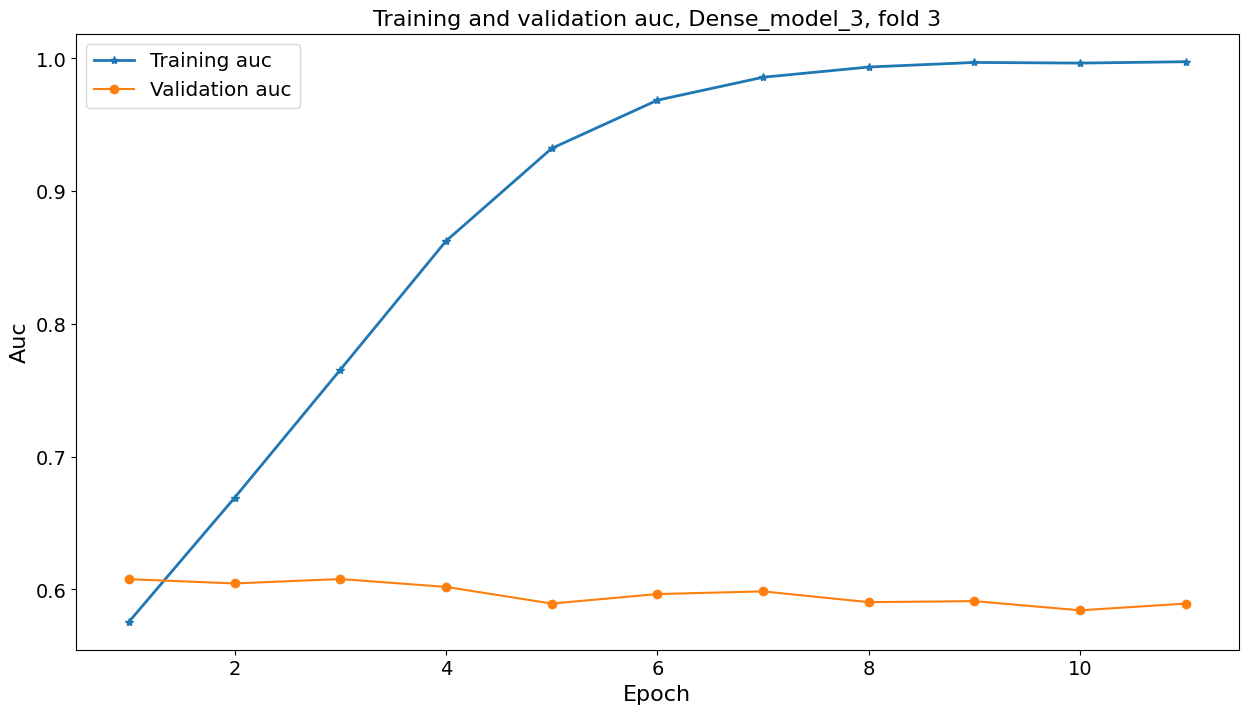 Training and validation auc, Dense_model_3, fold 3
Training auc
Validation auc
1.0
0.9
0.8
0.7
0.6
Auc
2 4 6 8 10
Epoch